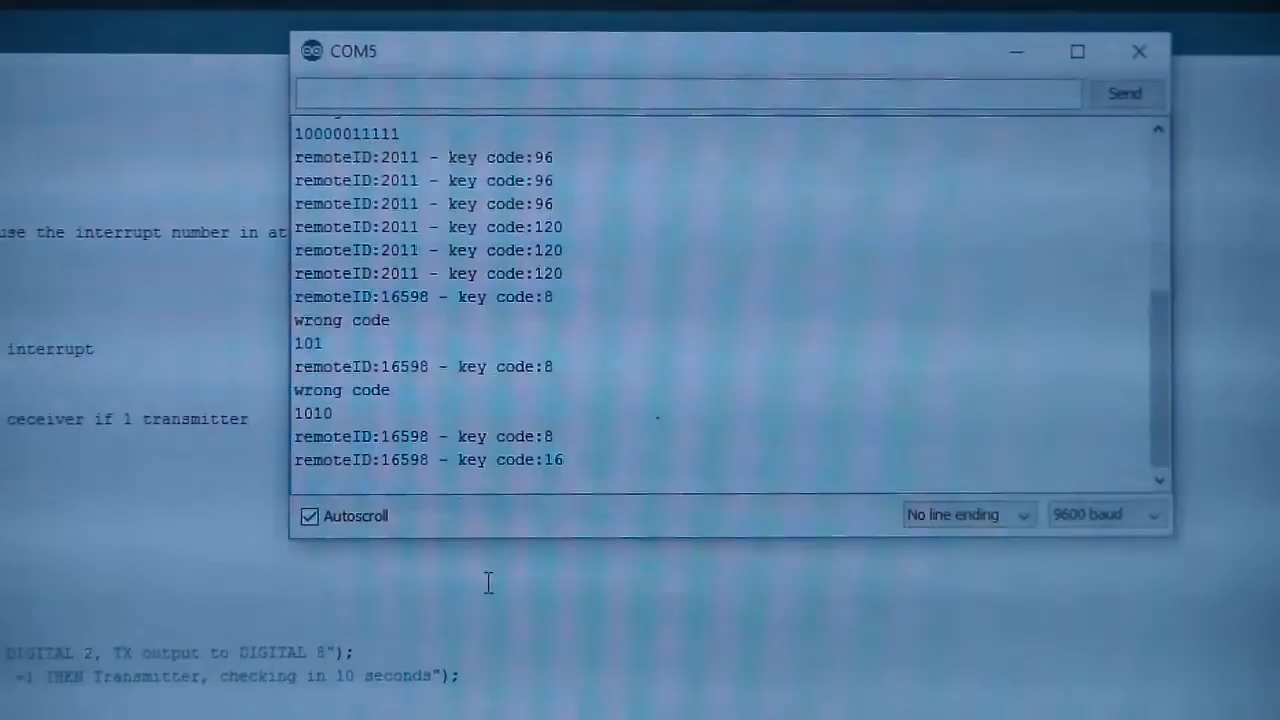 COM5
Send
10000011111
remoteID:2011 - key code:96
remoteID:2011 - key code:96
remoteID:2011 - key code:96
remoteID:2011 - key code:120
remoteID:2011 - key code:120
remoteID:2011 - key code:120
remoteID:16598 - key code:8
wrong code
101
remoteID:16598 - key code:8
wrong code
1010
remoteID:16598 - key code:8
remoteID:16598 - key code:16
Autoscroll
No line ending
9600 baud
use the interrupt number in at
interrupt
ceceiver if 1 transmitter
DIGITAL 2, TX output to DIGITAL 8");
THEN Transmitter, checking in 10 seconds");